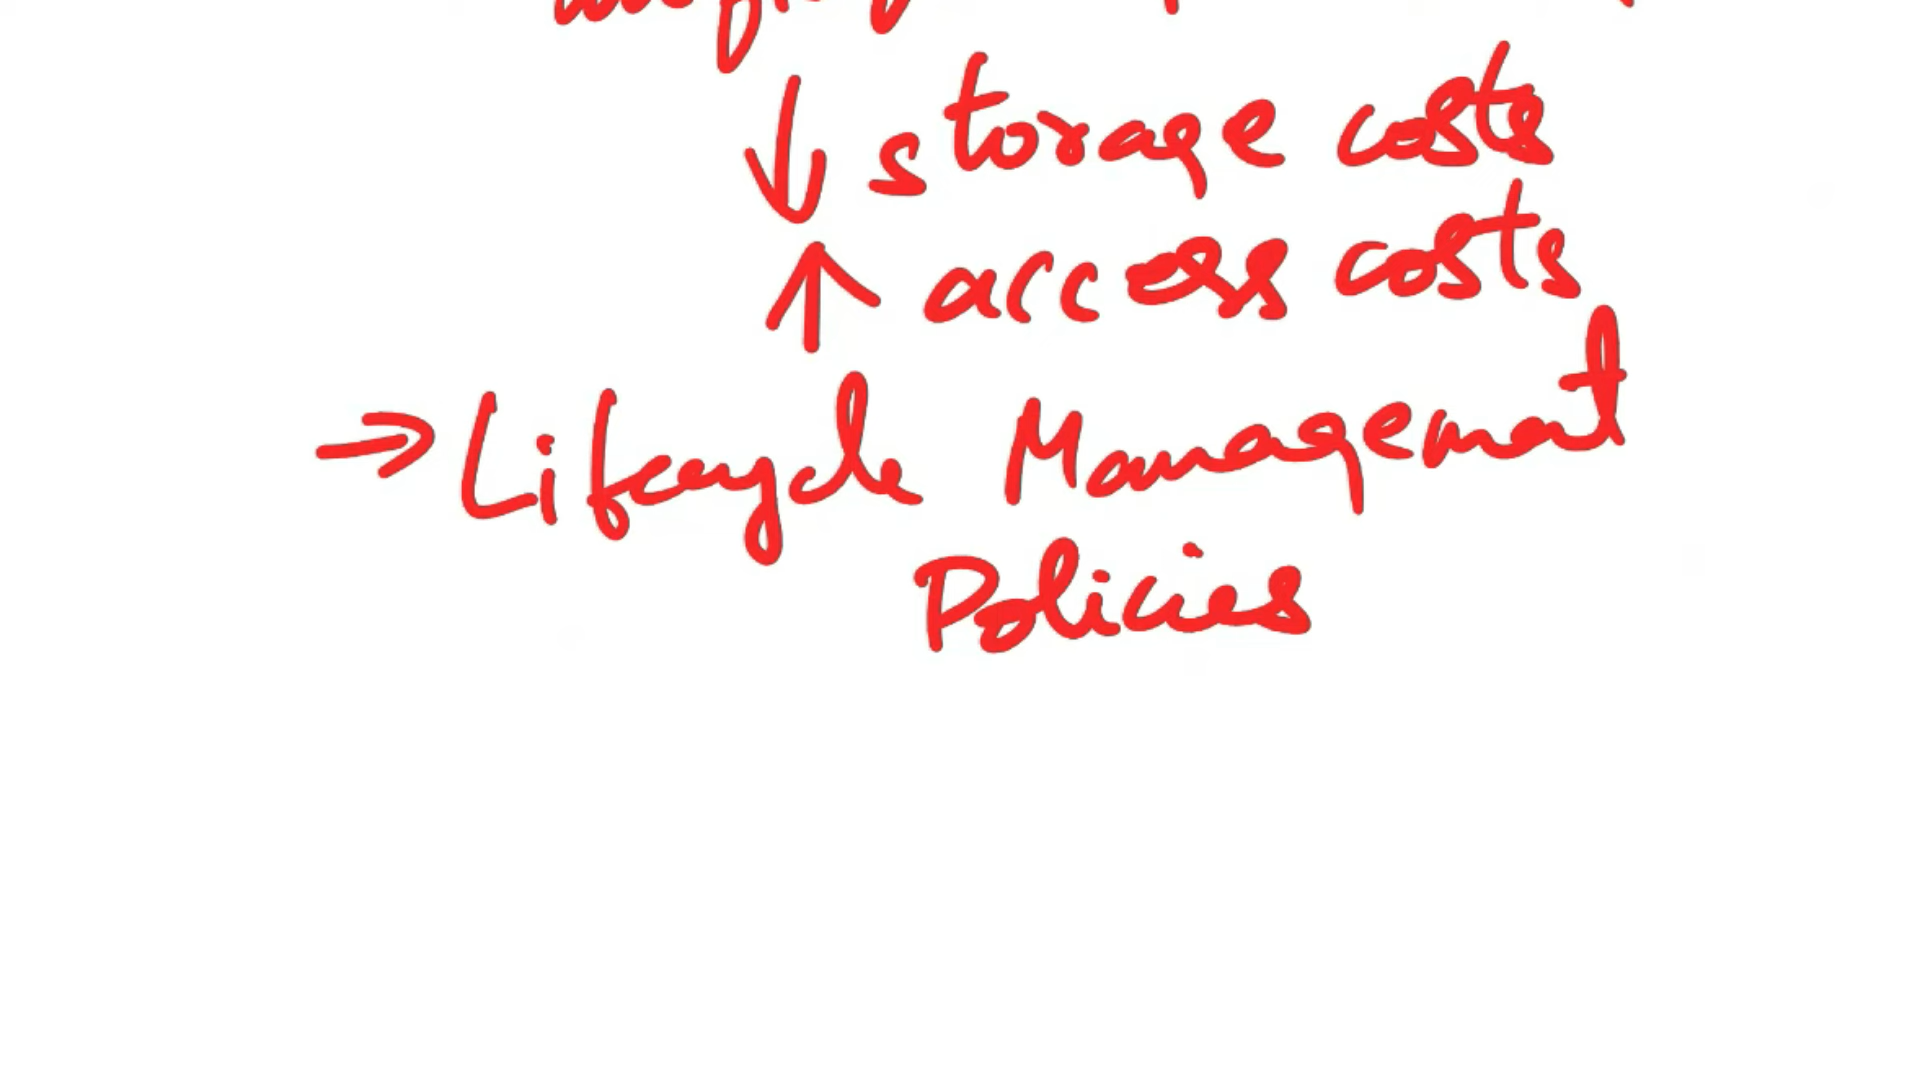 ↓ storage costs
↑ access costs
→ Lifecycle Management
Policies